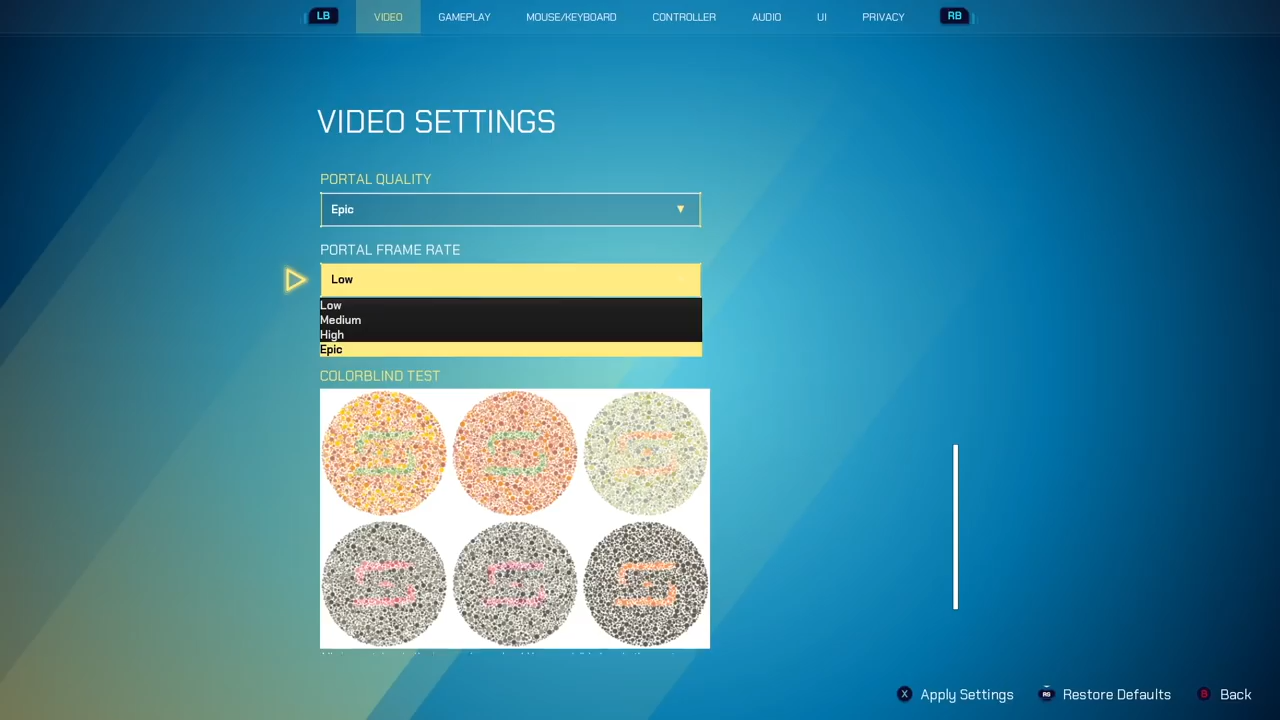 LB VIDEO GAMEPLAY MOUSE/KEYBOARD CONTROLLER AUDIO UI PRIVACY RB
VIDEO SETTINGS
PORTAL QUALITY
Epic
PORTAL FRAME RATE
Low
Low
Medium
High
Epic
COLORBLIND TEST
X Apply Settings RS Restore Defaults B Back